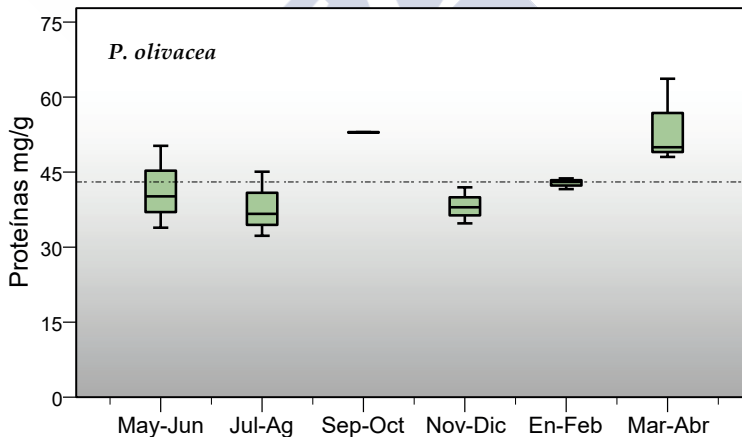 75
P. olivacea
60
45
30
15
0
Proteínas mg/g
May-Jun Jul-Ag Sep-Oct Nov-Dic En-Feb Mar-Abr